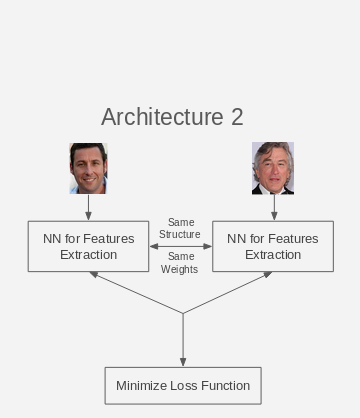 Architecture 2
Same
Structure
NN for Features
Extraction
Same
Weights
NN for Features
Extraction
Minimize Loss Function